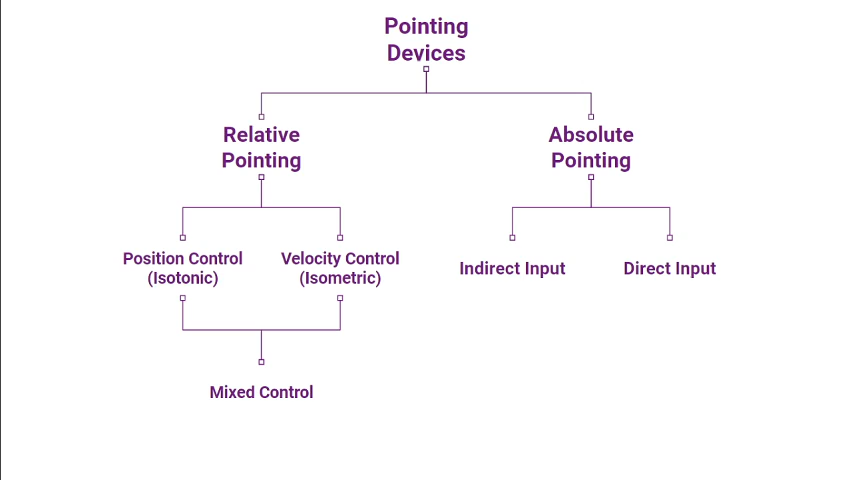 Pointing
Devices
Relative
Pointing
Absolute
Pointing
Position Control
(Isotonic)
Velocity Control
(Isometric)
Indirect Input
Direct Input
Mixed Control